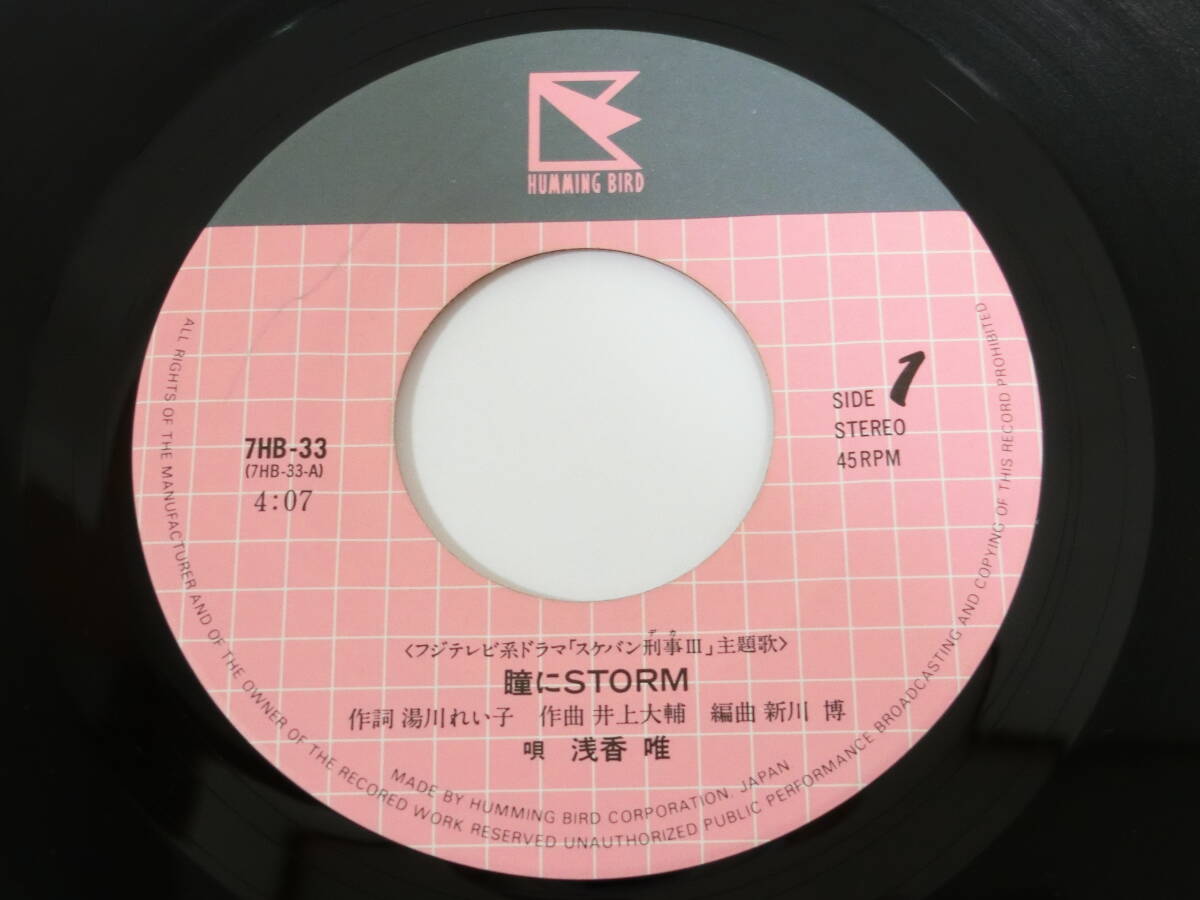 HUMMING BIRD
7HB-33
(7HB-33-A)
4:07
SIDE 1
STEREO
45RPM
〈フジテレビ系ドラマ「スケバン刑事III」主題歌〉
デカ
瞳にSTORM
作詞 湯川れい子 作曲 井上大輔 編曲 新川 博
唄 浅香 唯
MADE BY HUMMING BIRD CORPORATION, JAPAN
ALL RIGHTS OF THE MANUFACTURER AND OF THE OWNER OF THE RECORED WORK RESERVED UNAUTHORIZED PUBLIC PERFORMANCE BROADCASTING AND COPYING OF THIS RECORD PROHIBITED